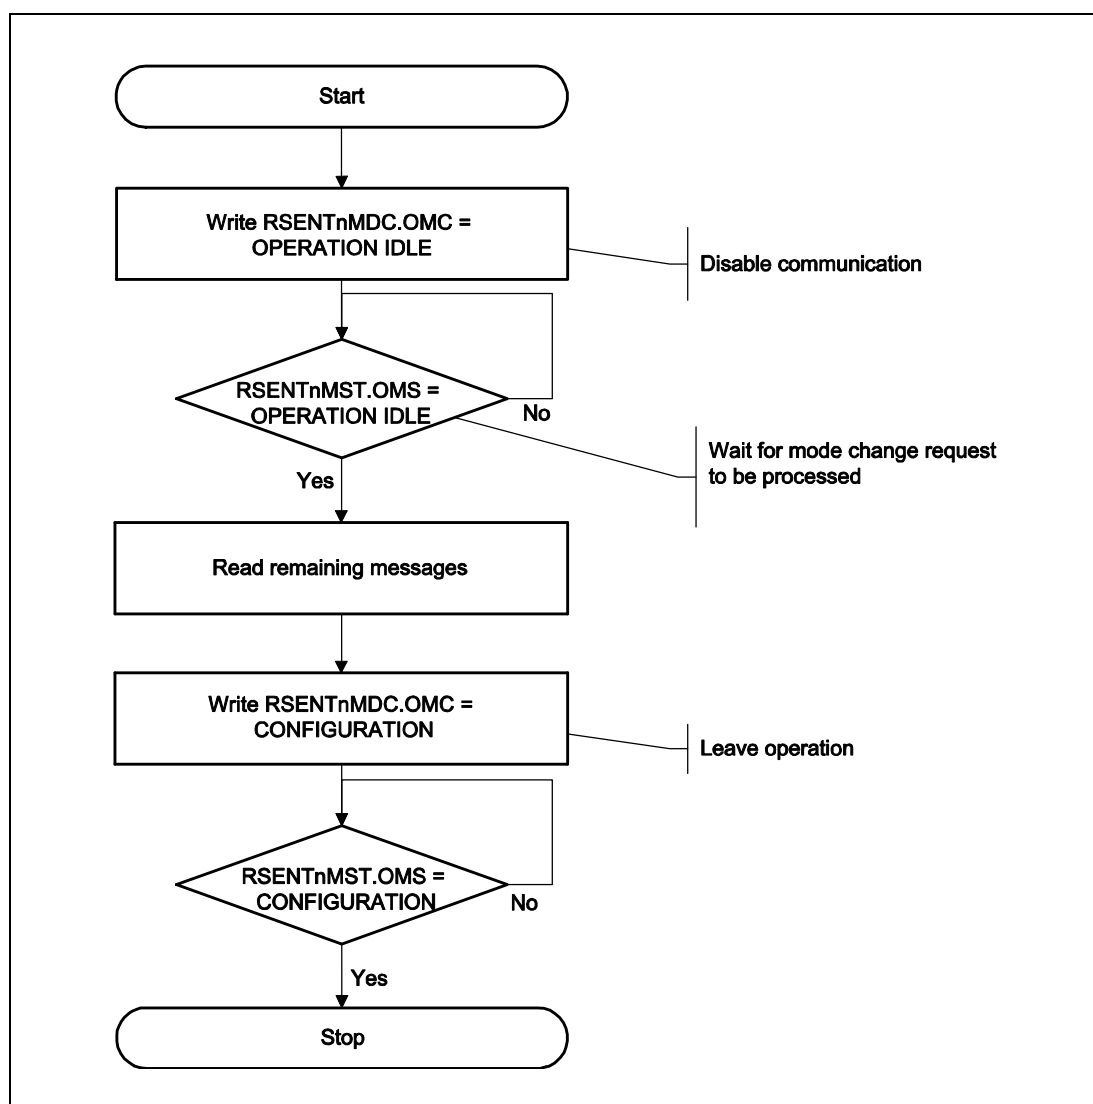 Start
Write RSENTnMDC.OMC =
OPERATION IDLE
Disable communication
RSENTnMST.OMS =
OPERATION IDLE
No
Wait for mode change request
to be processed
Yes
Read remaining messages
Write RSENTnMDC.OMC =
CONFIGURATION
Leave operation
RSENTnMST.OMS =
CONFIGURATION
No
Yes
Stop